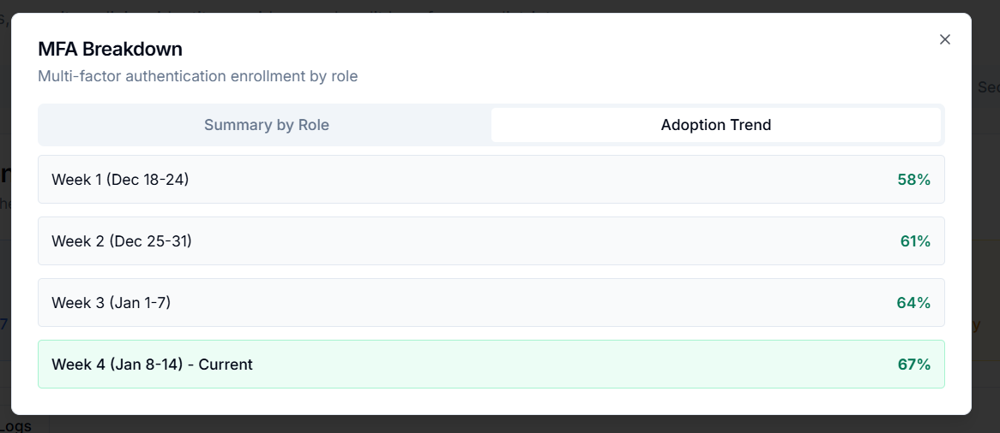 MFA Breakdown
Multi-factor authentication enrollment by role
Summary by Role
Adoption Trend
Week 1 (Dec 18-24)
58%
Week 2 (Dec 25-31)
61%
Week 3 (Jan 1-7)
64%
Week 4 (Jan 8-14) - Current
67%
Logs